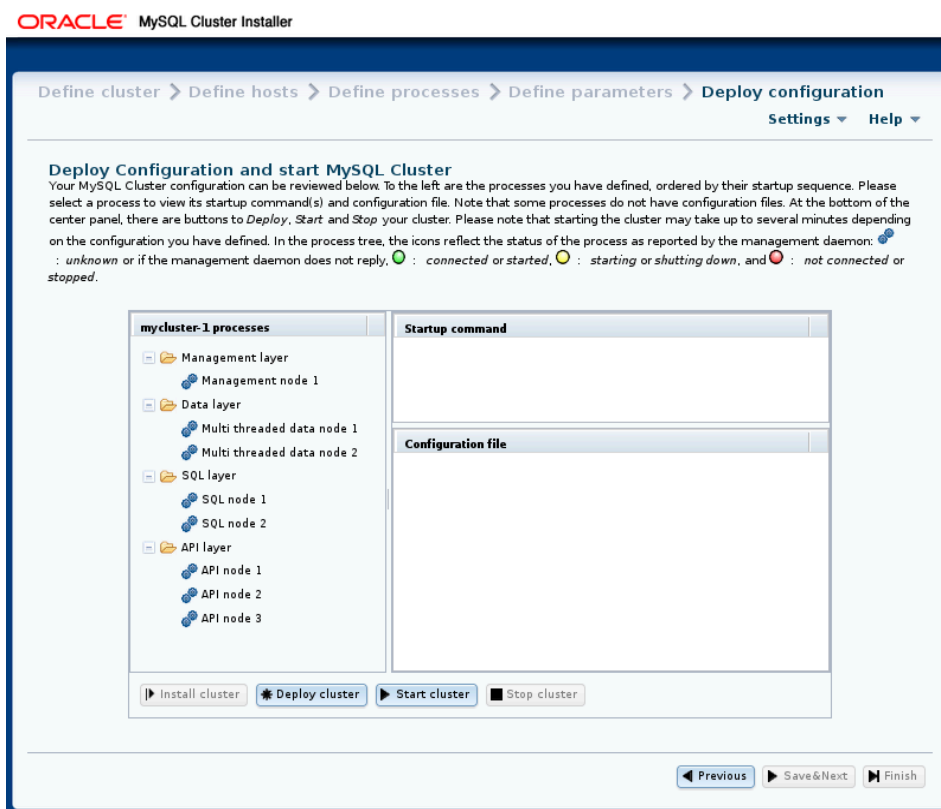 ORACLE MySQL Cluster Installer
Define cluster Define hosts Define processes Define parameters Deploy configuration
Settings Help
Deploy Configuration and start MySQL Cluster
Your MySQL Cluster configuration can be reviewed below. To the left are the processes you have defined, ordered by their startup sequence. Please
select a process to view its startup command(s) and configuration file. Note that some processes do not have configuration files. At the bottom of the
center panel, there are buttons to Deploy, Start and Stop your cluster. Please note that starting the cluster may take up to several minutes depending
on the configuration you have defined. In the process tree, the icons reflect the status of the process as reported by the management daemon:
: unknown or if the management daemon does not reply, : connected or started, : starting or shutting down, and : not connected or
stopped.
mycluster-1 processes
Management layer
Management node 1
Data layer
Multi threaded data node 1
Multi threaded data node 2
SQL layer
SQL node 1
SQL node 2
API layer
API node 1
API node 2
API node 3
Startup command
Configuration file
Install cluster Deploy cluster Start cluster Stop cluster
Previous Save&Next Finish